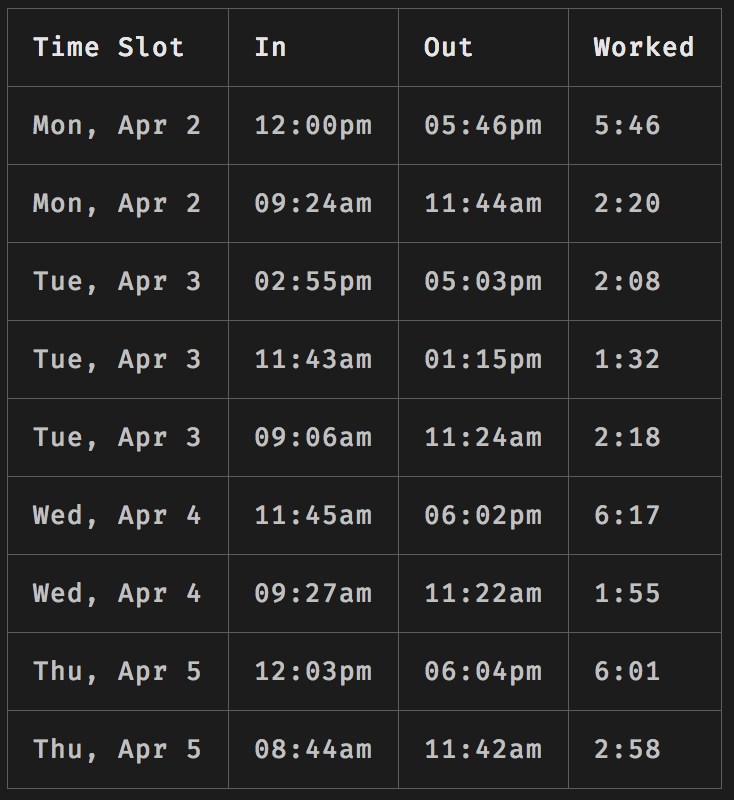 Time Slot In Out Worked
Mon, Apr 2 12:00pm 05:46pm 5:46
Mon, Apr 2 09:24am 11:44am 2:20
Tue, Apr 3 02:55pm 05:03pm 2:08
Tue, Apr 3 11:43am 01:15pm 1:32
Tue, Apr 3 09:06am 11:24am 2:18
Wed, Apr 4 11:45am 06:02pm 6:17
Wed, Apr 4 09:27am 11:22am 1:55
Thu, Apr 5 12:03pm 06:04pm 6:01
Thu, Apr 5 08:44am 11:42am 2:58